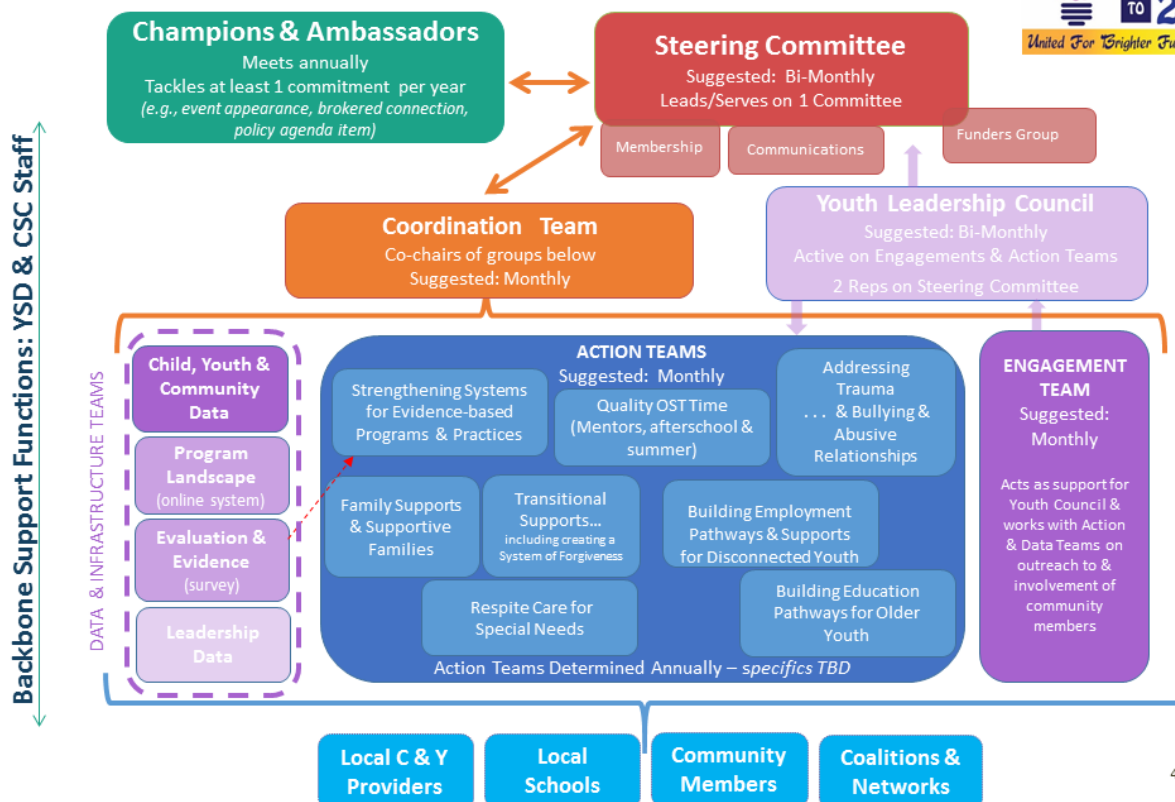 TO 2
United For Brighter Fu
Champions & Ambassadors
Meets annually
Tackles at least 1 commitment per year
(e.g., event appearance, brokered connection,
policy agenda item)
Steering Committee
Suggested: Bi-Monthly
Leads/Serves on 1 Committee
Membership
Communications
Funders Group
Backbone Support Functions: YSD & CSC Staff
Coordination Team
Co-chairs of groups below
Suggested: Monthly
Youth Leadership Council
Suggested: Bi-Monthly
Active on Engagements & Action Teams
2 Reps on Steering Committee
DATA & INFRASTRUCTURE TEAMS
Child, Youth &
Community
Data
Program
Landscape
(online system)
Evaluation &
Evidence
(survey)
Leadership
Data
ACTION TEAMS
Suggested: Monthly
Strengthening Systems
for Evidence-based
Programs & Practices
Quality OST Time
(Mentors, afterschool &
summer)
Addressing
Trauma
... & Bullying &
Abusive
Relationships
Family Supports
& Supportive
Families
Transitional
Supports...
including creating a
System of Forgiveness
Building Employment
Pathways & Supports
for Disconnected Youth
Respite Care for
Special Needs
Building Education
Pathways for Older
Youth
Action Teams Determined Annually – specifics TBD
ENGAGEMENT
TEAM
Suggested:
Monthly
Acts as support for
Youth Council &
works with Action
& Data Teams on
outreach to &
involvement of
community
members
Local C & Y
Providers
Local
Schools
Community
Members
Coalitions &
Networks
4